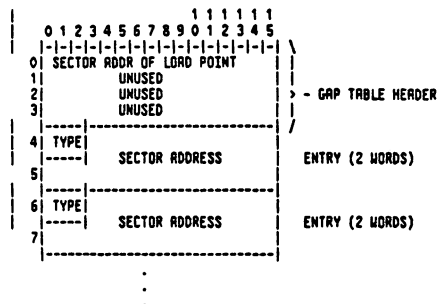 1 1 1 1 1 1
0 1 2 3 4 5 6 7 8 9 0 1 2 3 4 5
0| SECTOR ADDR OF LOAD POINT
1| UNUSED
2| UNUSED > - GAP TABLE HEADER
3| UNUSED
4| TYPE
SECTOR ADDRESS ENTRY (2 WORDS)
5|
6| TYPE
SECTOR ADDRESS ENTRY (2 WORDS)
7|